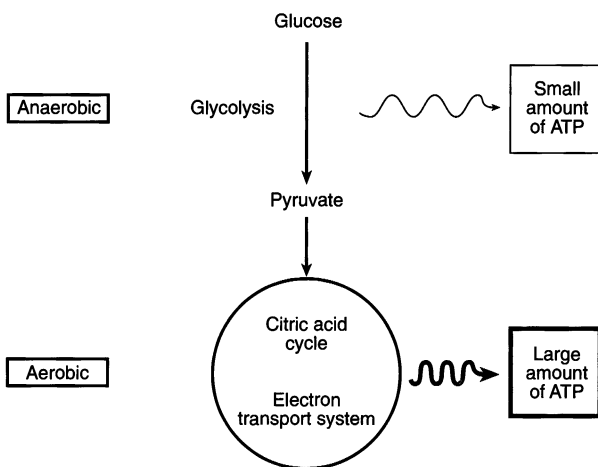 Glucose
Anaerobic
Glycolysis
Small
amount
of ATP
Pyruvate
Citric acid
cycle
Aerobic
Large
amount
of ATP
Electron
transport system